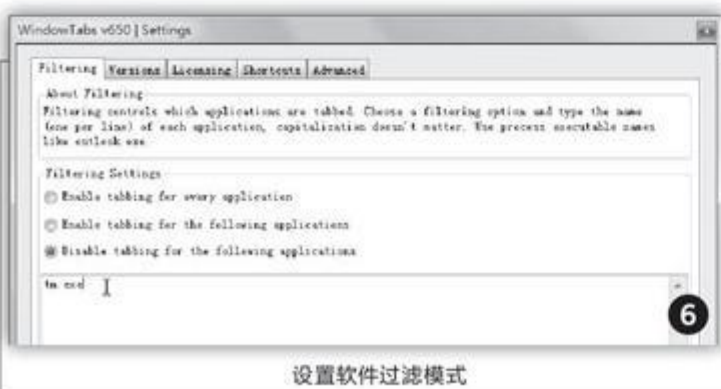 WindowTabs v650 | Settings
Filtering Versions Licensing Shortcuts Advanced
About Filtering
Filtering controls which applications are tabbed. Choose a filtering option and type the name
(one per line) of each application, capitalization doesn't matter. Use process executable names
like outlook exe
Filtering Settings
Enable tabbing for every application
Enable tabbing for the following applications
Disable tabbing for the following applications
tm exe
6
设置软件过滤模式